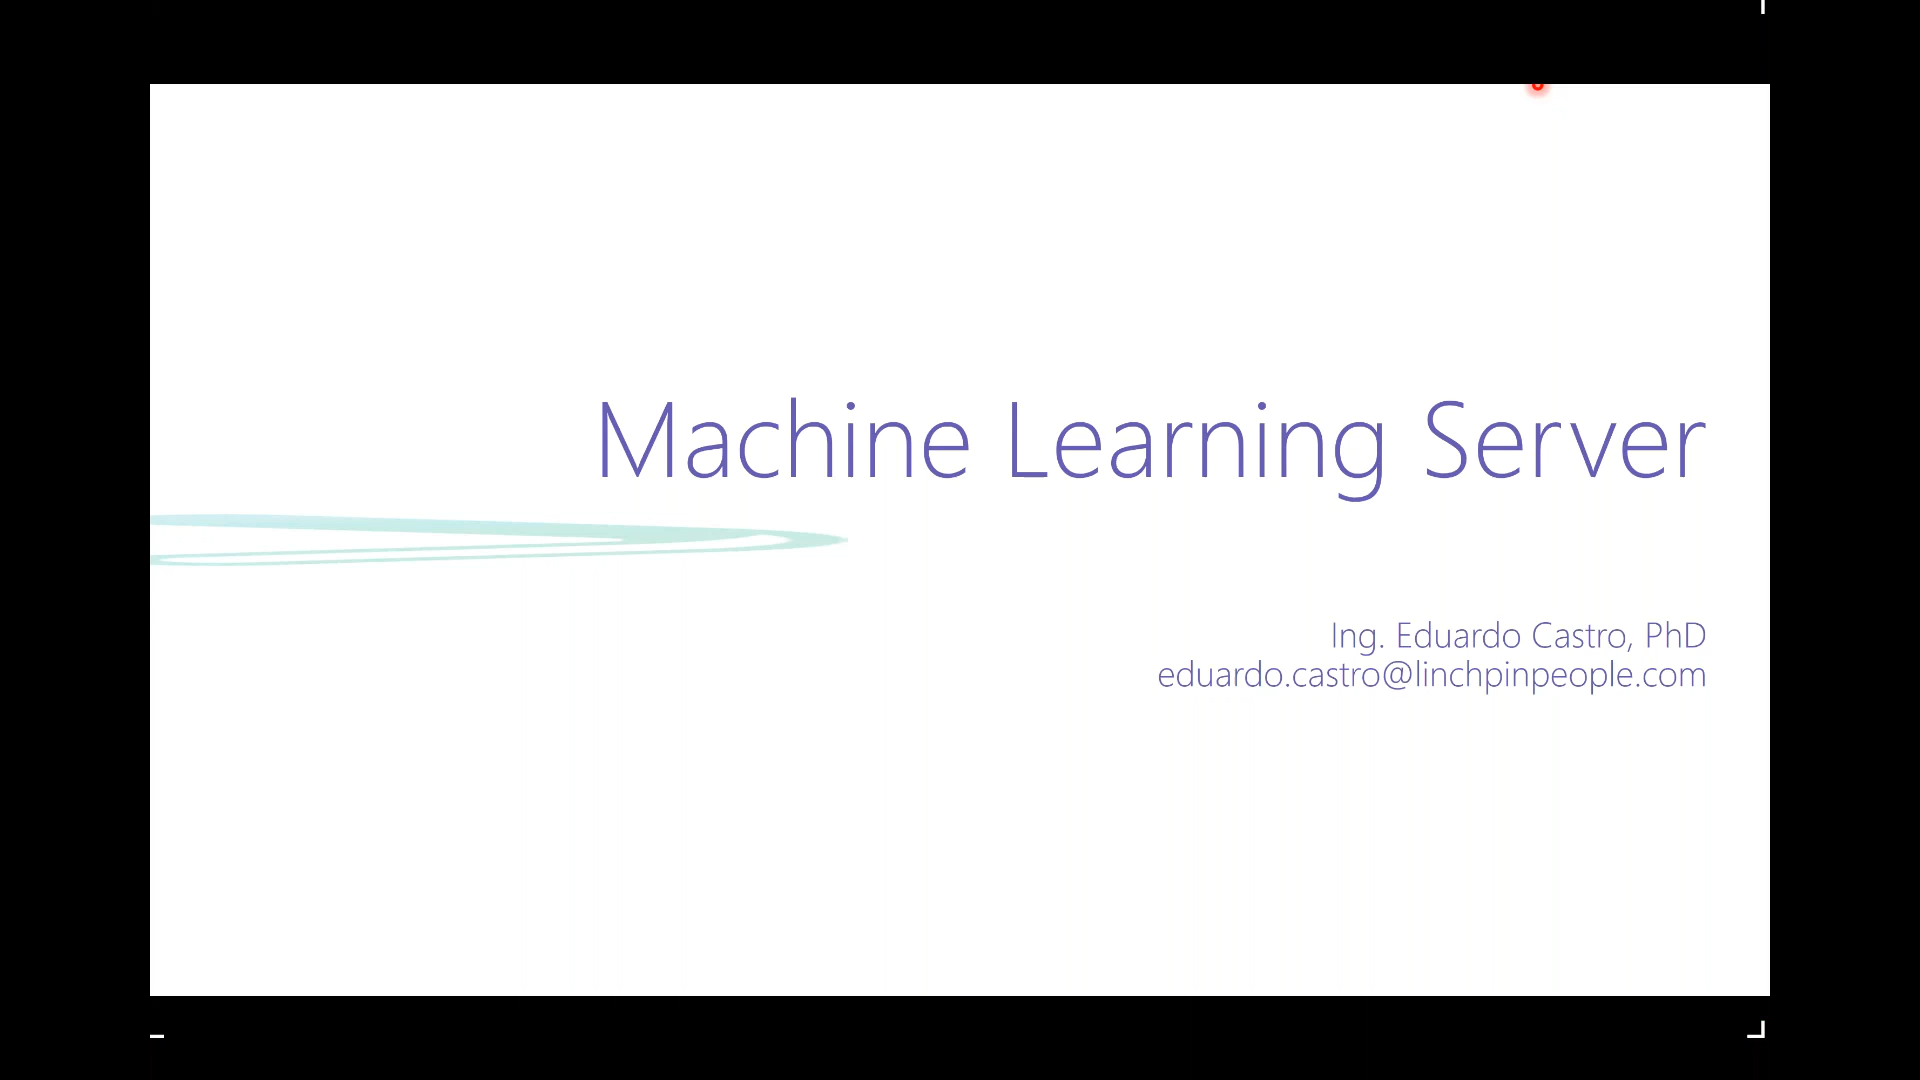 Machine Learning Server
Ing. Eduardo Castro, PhD
eduardo.castro@linchpinpeople.com